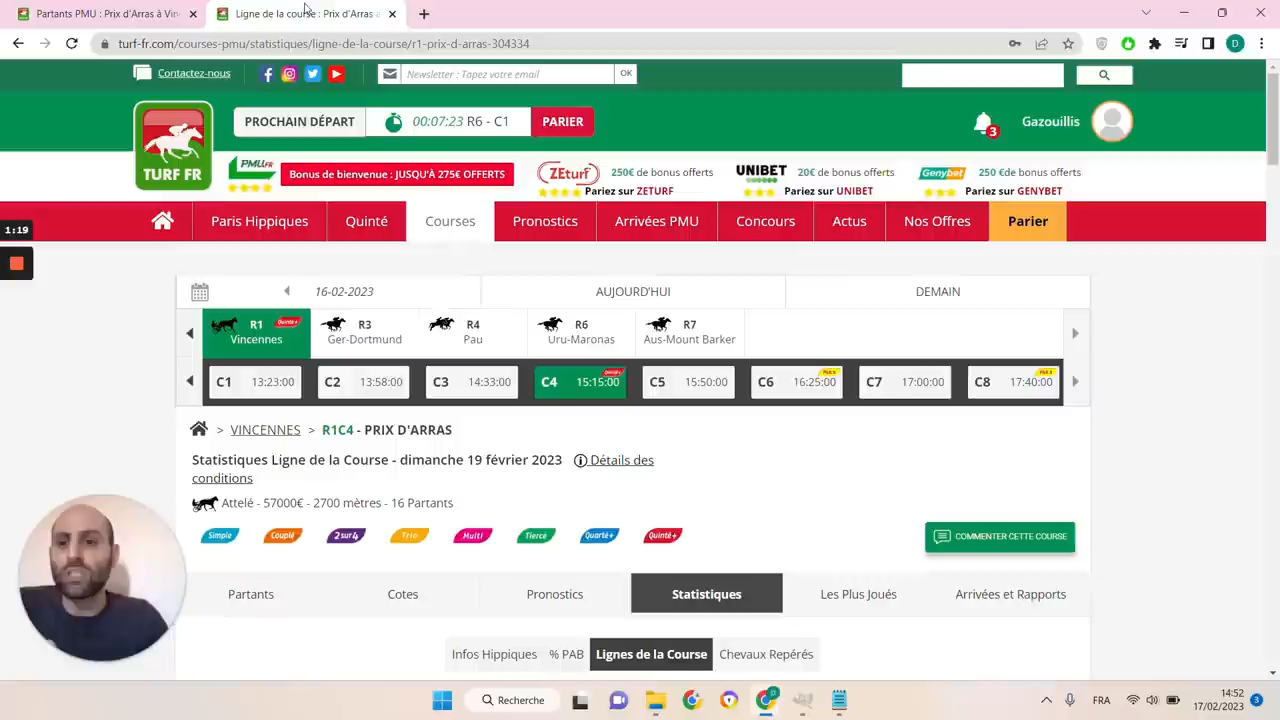 Partants PMU : Prix d'Arras à Vin
Ligne de la course : Prix d'Arras à
turf-fr.com/courses-pmu/statistiques/ligne-de-la-course/r1-prix-d-arras-304334
D
Contactez-nous
Newsletter : Tapez votre email
OK
TURF FR
PROCHAIN DÉPART
00:07:23 R6 - C1
PARIER
3
Gazouillis
PMU.FR
Bonus de bienvenue : JUSQU'À 275€ OFFERTS
ZEturf
250€ de bonus offerts
Pariez sur ZETURF
UNIBET
20€ de bonus offerts
Pariez sur UNIBET
Genybet
250 €de bonus offerts
Pariez sur GENYBET
1:19
Paris Hippiques
Quinté
Courses
Pronostics
Arrivées PMU
Concours
Actus
Nos Offres
Parier
16-02-2023
AUJOURD'HUI
DEMAIN
R1
Quinté+
Vincennes
R3
Ger-Dortmund
R4
Pau
R6
Uru-Maronas
R7
Aus-Mount Barker
C1 13:23:00
C2 13:58:00
C3 14:33:00
C4 15:15:00
C5 15:50:00
C6 16:25:00
C7 17:00:00
C8 17:40:00
> VINCENNES > R1C4 - PRIX D'ARRAS
Statistiques Ligne de la Course - dimanche 19 février 2023 Détails des
conditions
Attelé - 57000€ - 2700 mètres - 16 Partants
Simple
Couplé
2sur4
Trio
Multi
Tiercé
Quarté+
Quinté+
COMMENTER CETTE COURSE
Partants
Cotes
Pronostics
Statistiques
Les Plus Joués
Arrivées et Rapports
Infos Hippiques
% PAB
Lignes de la Course
Chevaux Repérés
Recherche
FRA
14:52
17/02/2023
3